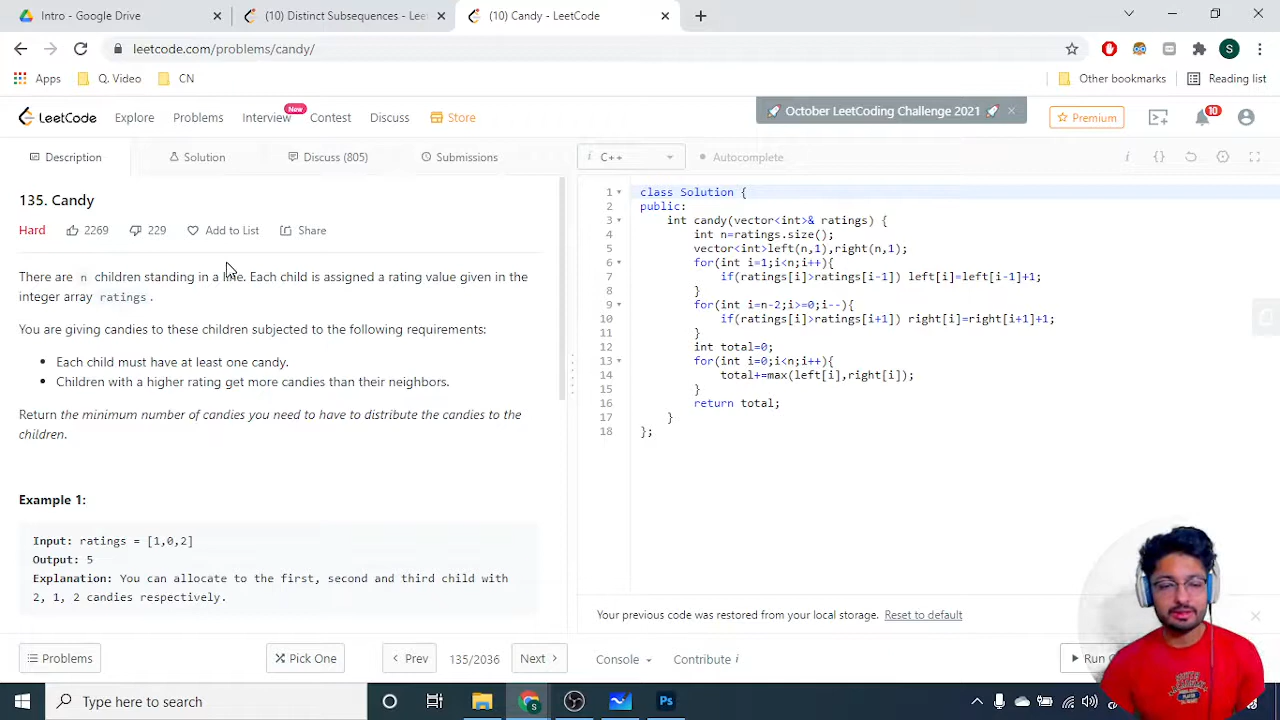 Intro - Google Drive
(10) Distinct Subsequences - Lee
(10) Candy - LeetCode
leetcode.com/problems/candy/
S
Apps
Q. Video
CN
Other bookmarks
Reading list
LeetCode
Explore
Problems
Interview
New
Contest
Discuss
Store
🚀 October LeetCoding Challenge 2021 🚀
Premium
10
Description
Solution
Discuss (805)
Submissions
i C++
Autocomplete
135. Candy
Hard
2269
229
Add to List
Share
There are n children standing in a line. Each child is assigned a rating value given in the
integer array ratings.
You are giving candies to these children subjected to the following requirements:
• Each child must have at least one candy.
• Children with a higher rating get more candies than their neighbors.
Return the minimum number of candies you need to have to distribute the candies to the
children.
Example 1:
Input: ratings = [1,0,2]
Output: 5
Explanation: You can allocate to the first, second and third child with
2, 1, 2 candies respectively.
1 class Solution {
2 public:
3 int candy(vector<int>& ratings) {
4 int n=ratings.size();
5 vector<int>left(n,1),right(n,1);
6 for(int i=1;i<n;i++){
7 if(ratings[i]>ratings[i-1]) left[i]=left[i-1]+1;
8 }
9 for(int i=n-2;i>=0;i--){
10 if(ratings[i]>ratings[i+1]) right[i]=right[i+1]+1;
11 }
12 int total=0;
13 for(int i=0;i<n;i++){
14 total+=max(left[i],right[i]);
15 }
16 return total;
17 }
18 };
Your previous code was restored from your local storage. Reset to default
Problems
Pick One
Prev
135/2036
Next
Console
Contribute i
Run
Type here to search